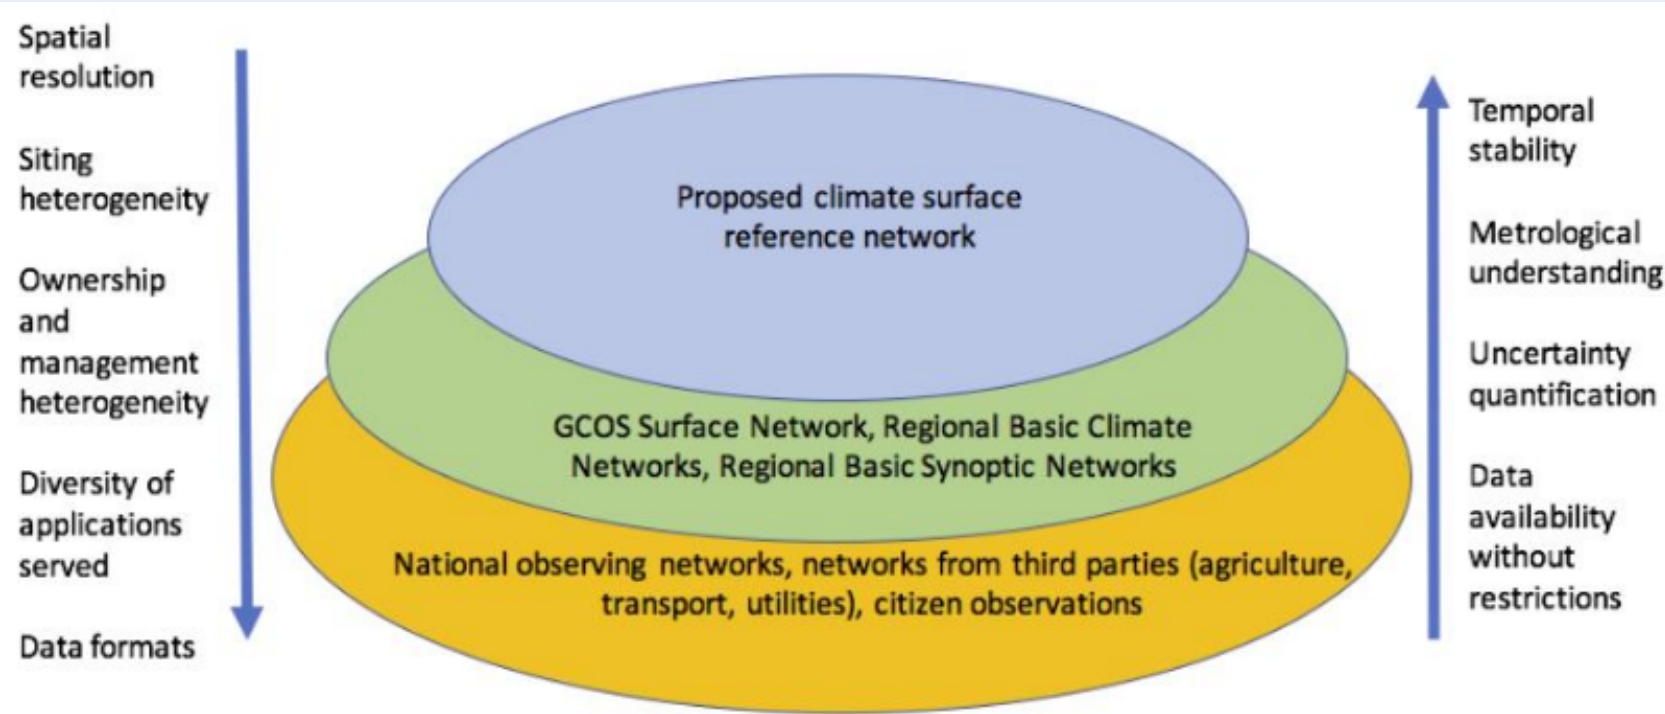 Spatial
resolution
Siting
heterogeneity
Ownership
and
management
heterogeneity
Diversity of
applications
served
Data formats
Proposed climate surface
reference network
GCOS Surface Network, Regional Basic Climate
Networks, Regional Basic Synoptic Networks
National observing networks, networks from third parties (agriculture,
transport, utilities), citizen observations
Temporal
stability
Metrological
understanding
Uncertainty
quantification
Data
availability
without
restrictions